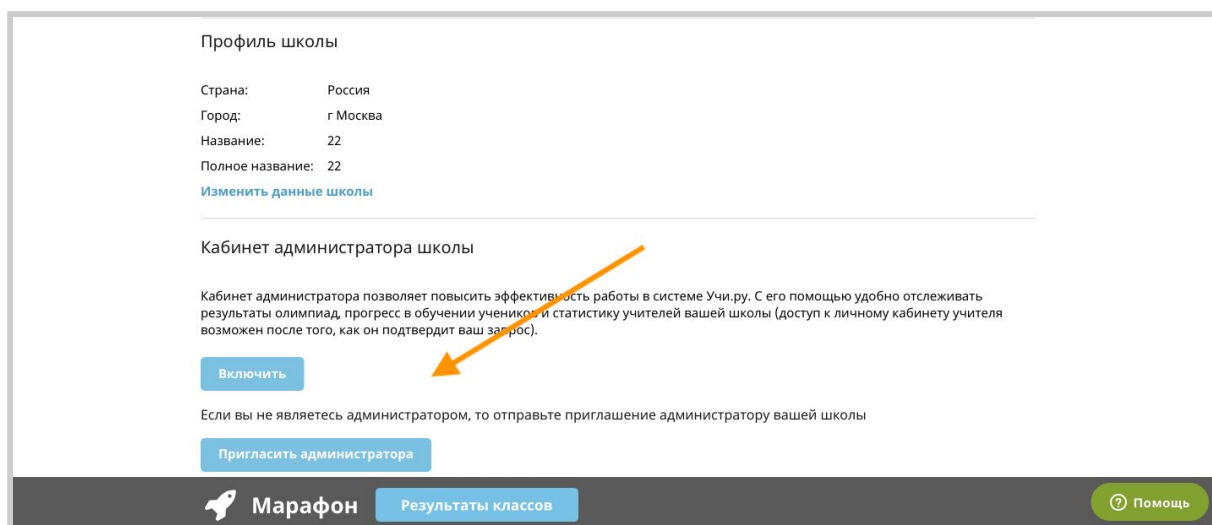 Профиль школы
Страна: Россия
Город: г Москва
Название: 22
Полное название: 22
Изменить данные школы
Кабинет администратора школы
Кабинет администратора позволяет повысить эффективность работы в системе Учи.ру. С его помощью удобно отслеживать
результаты олимпиад, прогресс в обучении учеников и статистику учителей вашей школы (доступ к личному кабинету учителя
возможен после того, как он подтвердит ваш запрос).
Включить
Если вы не являетесь администратором, то отправьте приглашение администратору вашей школы
Пригласить администратора
Марафон Результаты классов ? Помощь